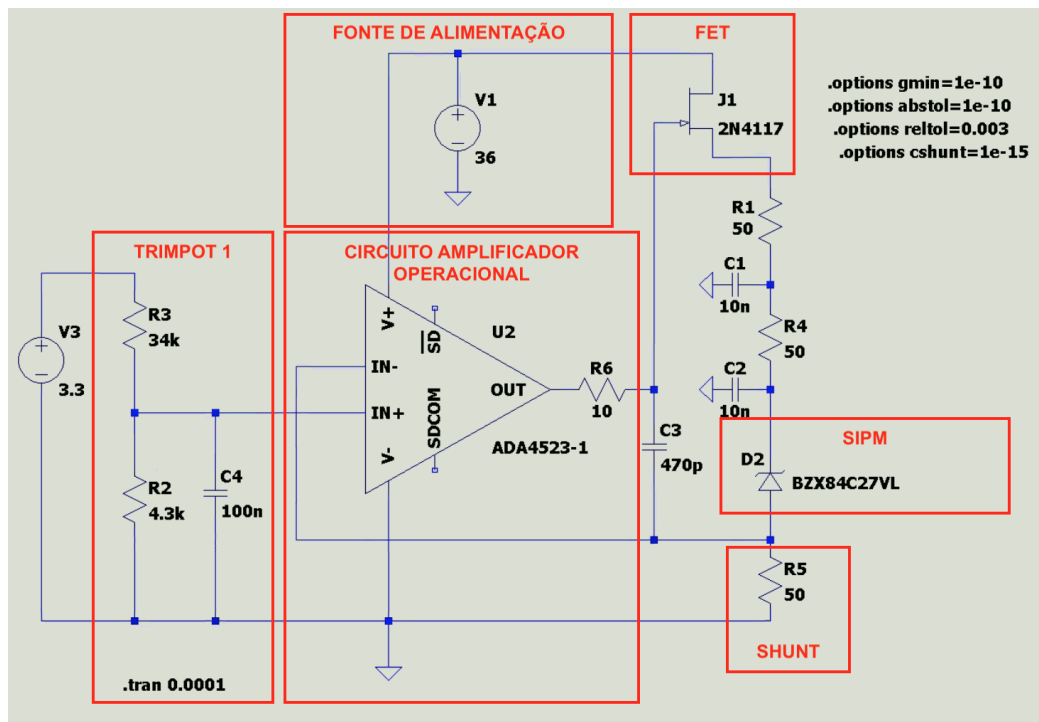 FONTE DE ALIMENTAÇÃO
V1
36
FET
J1
2N4117
.options gmin=1e-10
.options abstol=1e-10
.options reltol=0.003
.options cshunt=1e-15
TRIMPOT 1
V3
3.3
R3
34k
R2
4.3k
C4
100n
.tran 0.0001
CIRCUITO AMPLIFICADOR
OPERACIONAL
V+
SD
U2
IN-
OUT
IN+
SDCOM
V-
ADA4523-1
R6
10
C3
470p
R1
50
C1
10n
R4
50
C2
10n
SIPM
D2
BZX84C27VL
R5
50
SHUNT